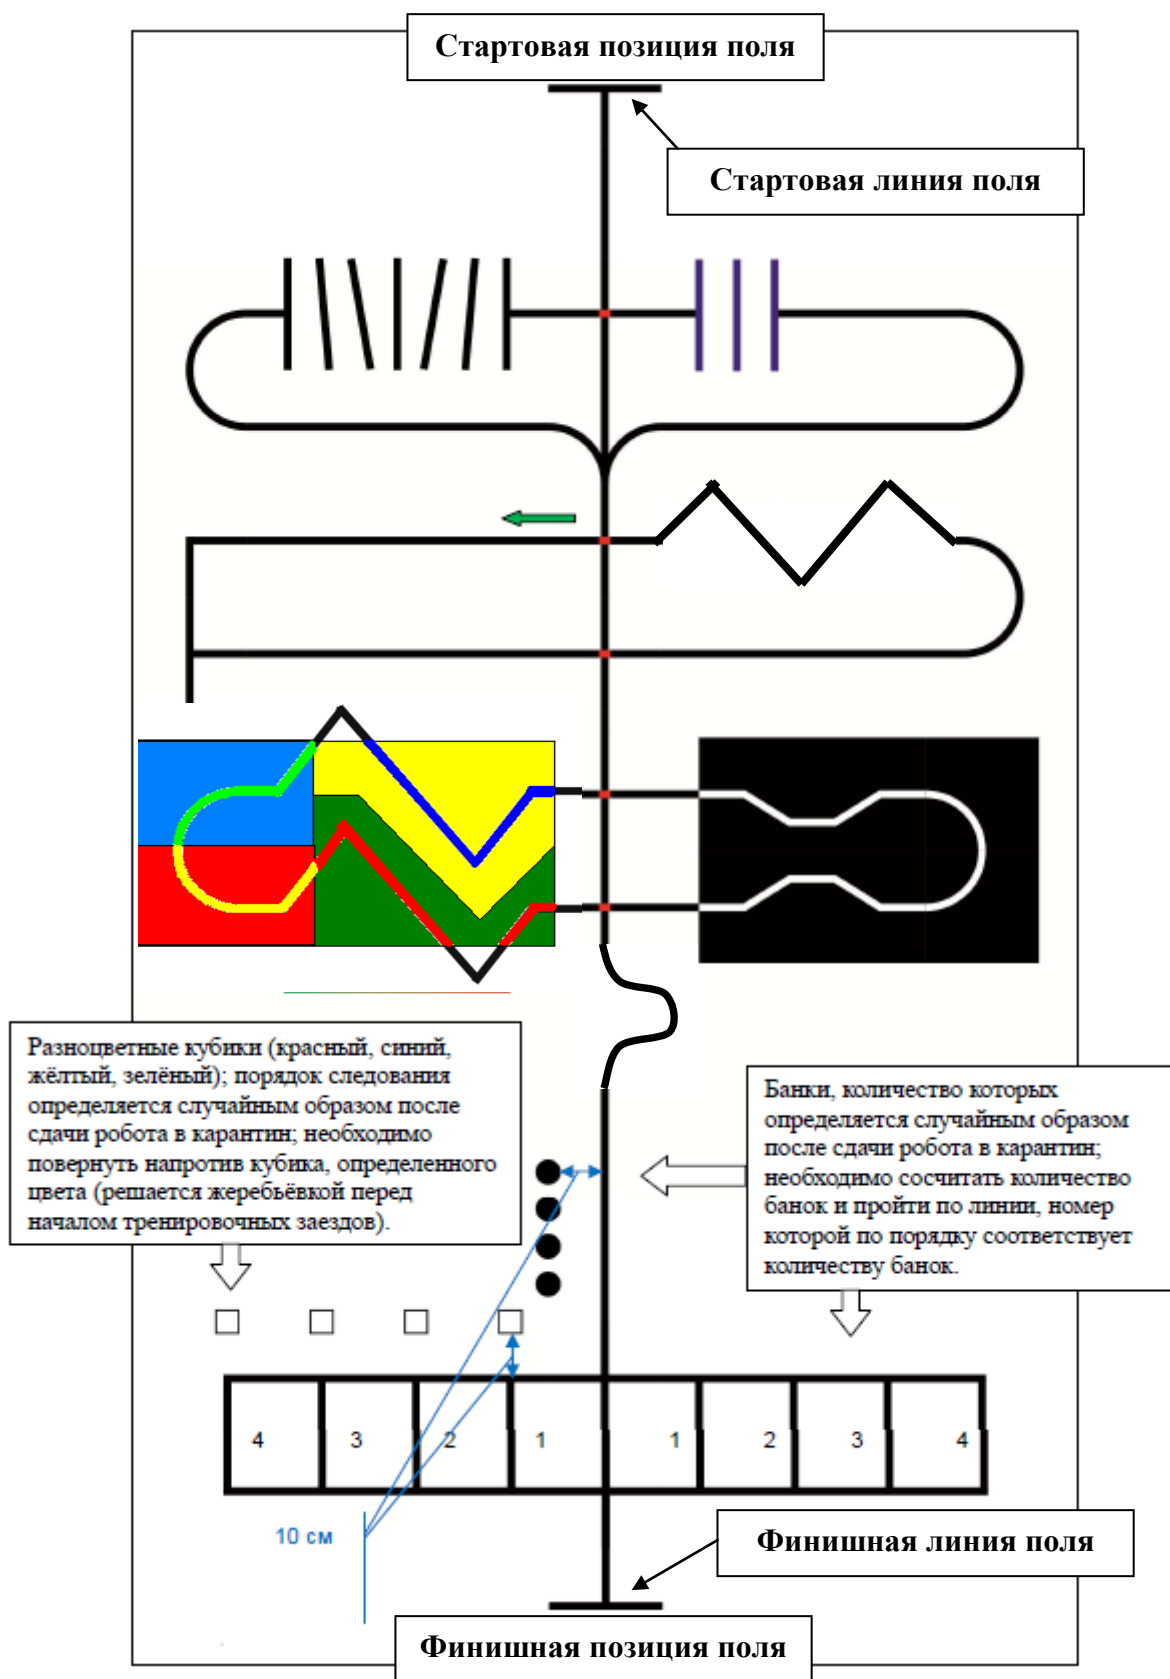 Стартовая позиция поля
Стартовая линия поля
Разноцветные кубики (красный, синий,
жёлтый, зелёный); порядок следования
определяется случайным образом после
сдачи робота в карантин; необходимо
повернуть напротив кубика, определенного
цвета (решается жеребьёвкой перед
началом тренировочных заездов).
Банки, количество которых
определяется случайным образом
после сдачи робота в карантин;
необходимо сосчитать количество
банок и пройти по линии, номер
которой по порядку соответствует
количеству банок.
4 3 2 1 1 2 3 4
10 см
Финишная линия поля
Финишная позиция поля